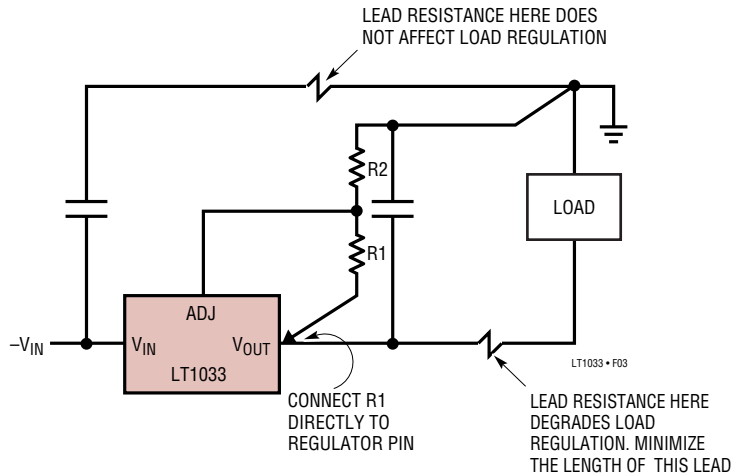 LEAD RESISTANCE HERE DOES
NOT AFFECT LOAD REGULATION
R2
LOAD
R1
ADJ
–VIN
VIN
VOUT
LT1033
LT1033 • F03
CONNECT R1
DIRECTLY TO
REGULATOR PIN
LEAD RESISTANCE HERE
DEGRADES LOAD
REGULATION. MINIMIZE
THE LENGTH OF THIS LEAD